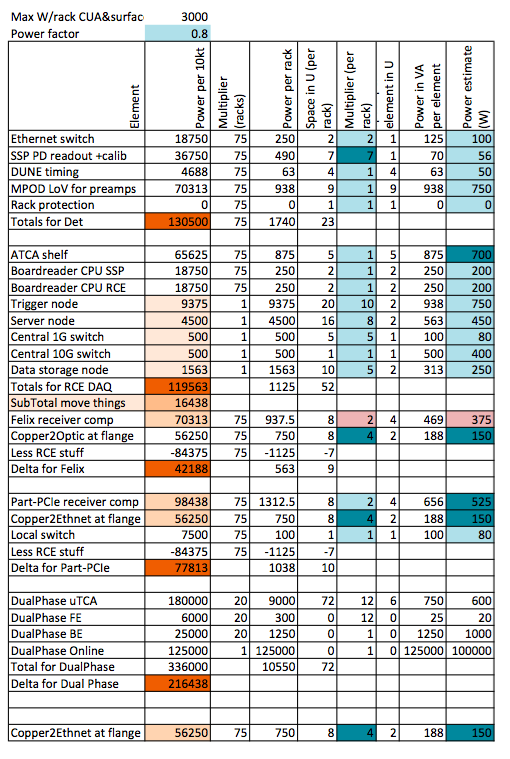 Max W/rack CUA&surfac 3000
Power factor 0.8
Element Power per 10kt Multiplier (racks) Power per rack Space in U (per rack) Multiplier (per rack) element in U Power in VA per element Power estimate (W)
Ethernet switch 18750 75 250 2 2 1 125 100
SSP PD readout +calib 36750 75 490 7 7 1 70 56
DUNE timing 4688 75 63 4 1 4 63 50
MPOD LoV for preamps 70313 75 938 9 1 9 938 750
Rack protection 0 75 0 1 1 1 0 0
Totals for Det 130500 75 1740 23
ATCA shelf 65625 75 875 5 1 5 875 700
Boardreader CPU SSP 18750 75 250 2 1 2 250 200
Boardreader CPU RCE 18750 75 250 2 1 2 250 200
Trigger node 9375 1 9375 20 10 2 938 750
Server node 4500 1 4500 16 8 2 563 450
Central 1G switch 500 1 500 5 5 1 100 80
Central 10G switch 500 1 500 1 1 1 500 400
Data storage node 1563 1 1563 10 5 2 313 250
Totals for RCE DAQ 119563 1125 52
SubTotal move things 16438
Felix receiver comp 70313 75 937.5 8 2 4 469 375
Copper2Optic at flange 56250 75 750 8 4 2 188 150
Less RCE stuff -84375 75 -1125 -7
Delta for Felix 42188 563 9
Part-PCIe receiver comp 98438 75 1312.5 8 2 4 656 525
Copper2Ethnet at flange 56250 75 750 8 4 2 188 150
Local switch 7500 75 100 1 1 1 100 80
Less RCE stuff -84375 75 -1125 -7
Delta for Part-PCIe 77813 1038 10
DualPhase uTCA 180000 20 9000 72 12 6 750 600
DualPhase FE 6000 20 300 0 12 0 25 20
DualPhase BE 25000 20 1250 0 1 0 1250 1000
DualPhase Online 125000 1 125000 0 1 0 125000 100000
Total for DualPhase 336000 10550 72
Delta for Dual Phase 216438
Copper2Ethnet at flange 56250 75 750 8 4 2 188 150